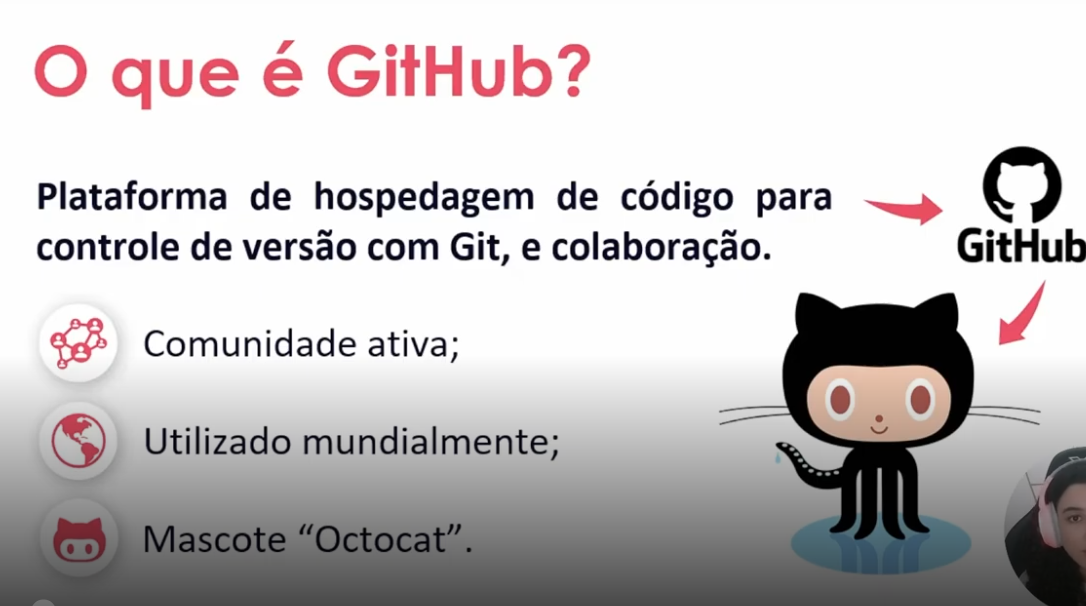 O que é GitHub?
Plataforma de hospedagem de código para
controle de versão com Git, e colaboração.
GitHub
Comunidade ativa;
Utilizado mundialmente;
Mascote “Octocat”.